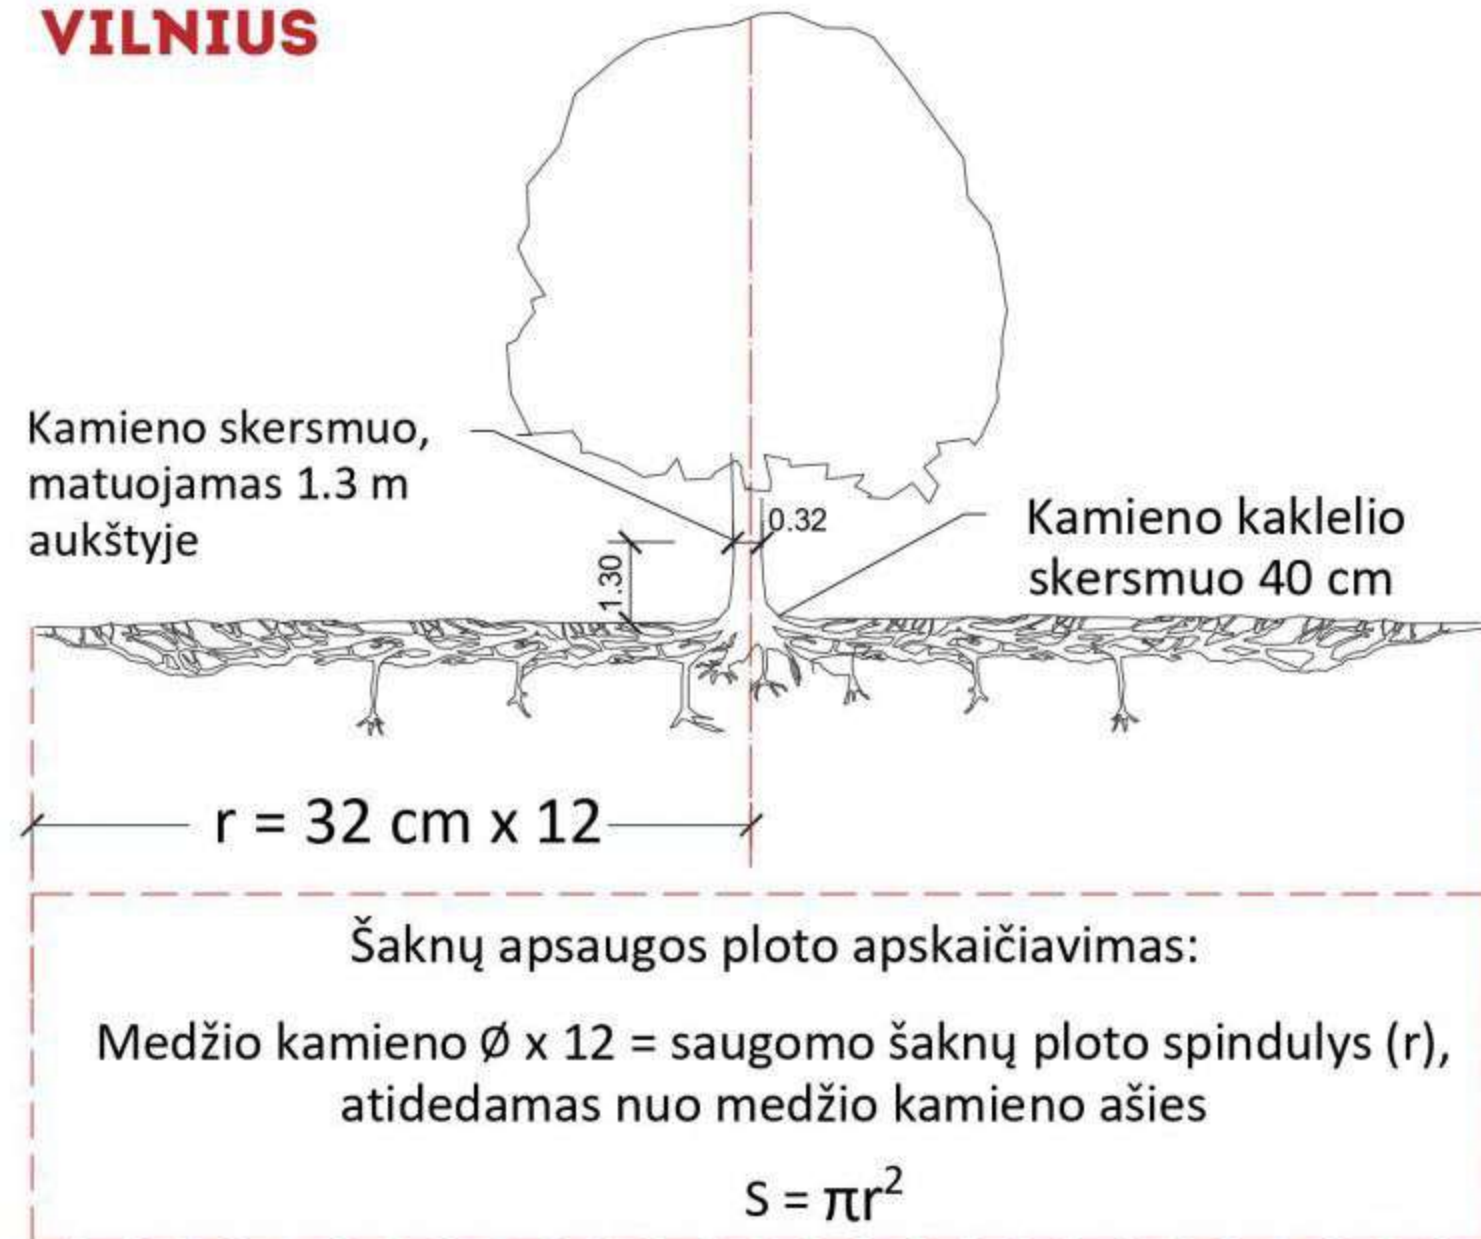 VILNIUS
Kamieno skersmuo,
matuojamas 1.3 m
aukštyje
0.32
1.30
Kamieno kaklelio
skersmuo 40 cm
r = 32 cm x 12
Šaknų apsaugos ploto apskaičiavimas:
Medžio kamieno Ø x 12 = saugomo šaknų ploto spindulys (r),
atidedamas nuo medžio kamieno ašies
S = πr²